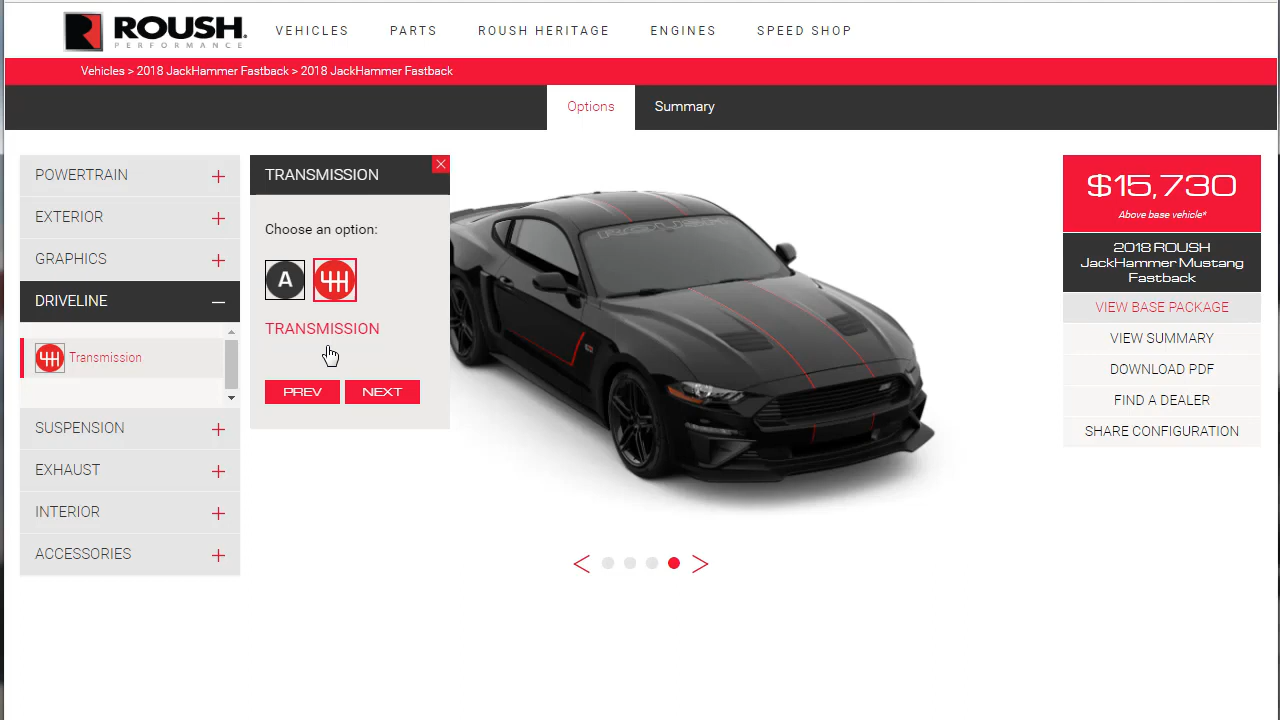 ROUSH
PERFORMANCE
VEHICLES PARTS ROUSH HERITAGE ENGINES SPEED SHOP
Vehicles > 2018 JackHammer Fastback > 2018 JackHammer Fastback
Options Summary
POWERTRAIN +
EXTERIOR +
GRAPHICS +
DRIVELINE —
Transmission
SUSPENSION +
EXHAUST +
INTERIOR +
ACCESSORIES +
TRANSMISSION
Choose an option:
A
TRANSMISSION
PREV NEXT
ROUSH
$15,730
Above base vehicle*
2018 ROUSH
JackHammer Mustang
Fastback
VIEW BASE PACKAGE
VIEW SUMMARY
DOWNLOAD PDF
FIND A DEALER
SHARE CONFIGURATION